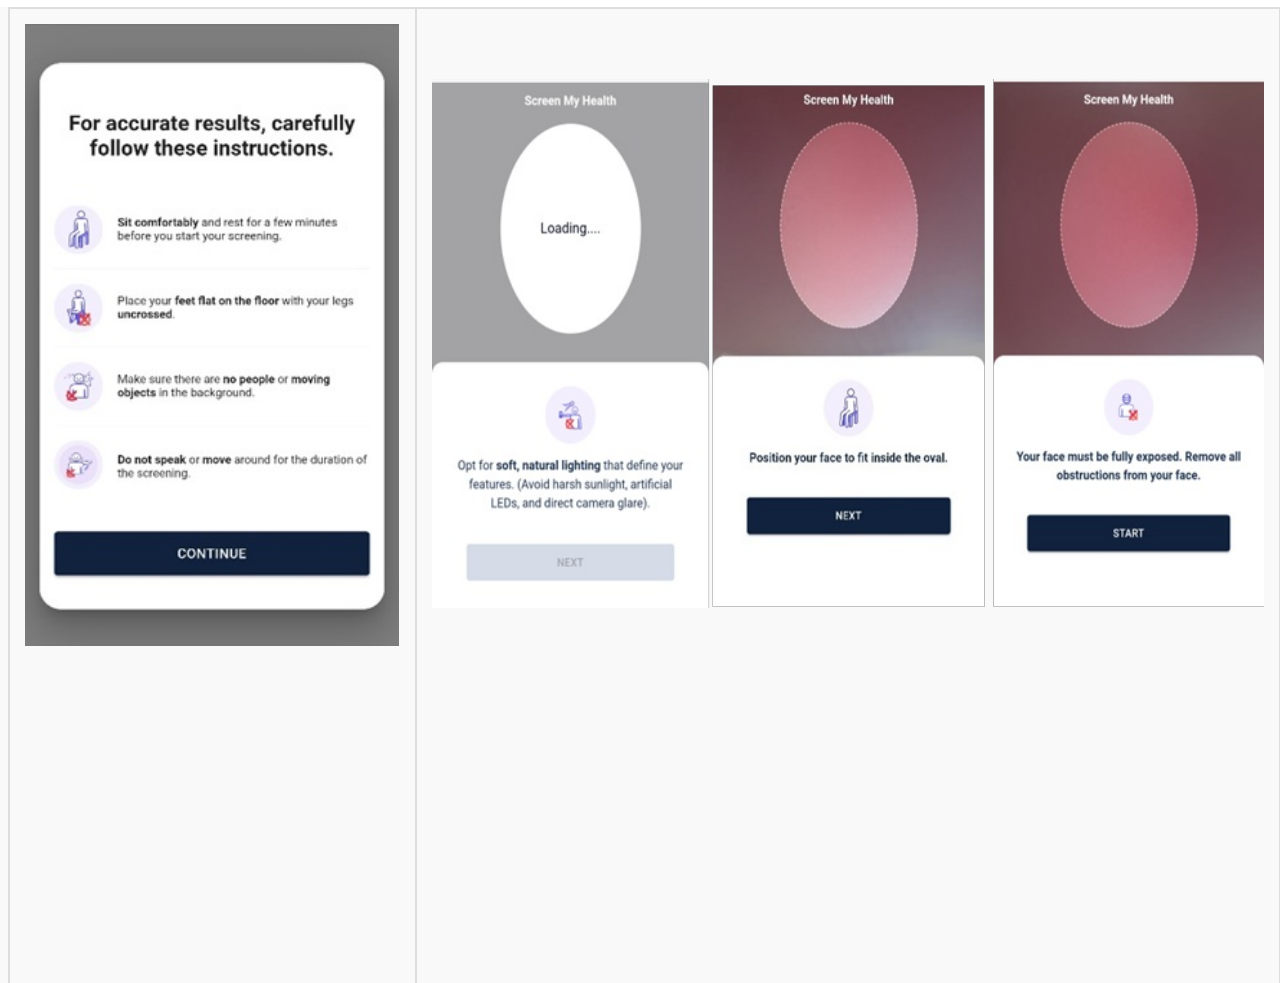 For accurate results, carefully
follow these instructions.
Sit comfortably and rest for a few minutes
before you start your screening.
Place your feet flat on the floor with your legs
uncrossed.
Make sure there are no people or moving
objects in the background.
Do not speak or move around for the duration of
the screening.
CONTINUE
Screen My Health
Loading....
Opt for soft, natural lighting that define your
features. (Avoid harsh sunlight, artificial
LEDs, and direct camera glare).
NEXT
Screen My Health
Position your face to fit inside the oval.
NEXT
Screen My Health
Your face must be fully exposed. Remove all
obstructions from your face.
START